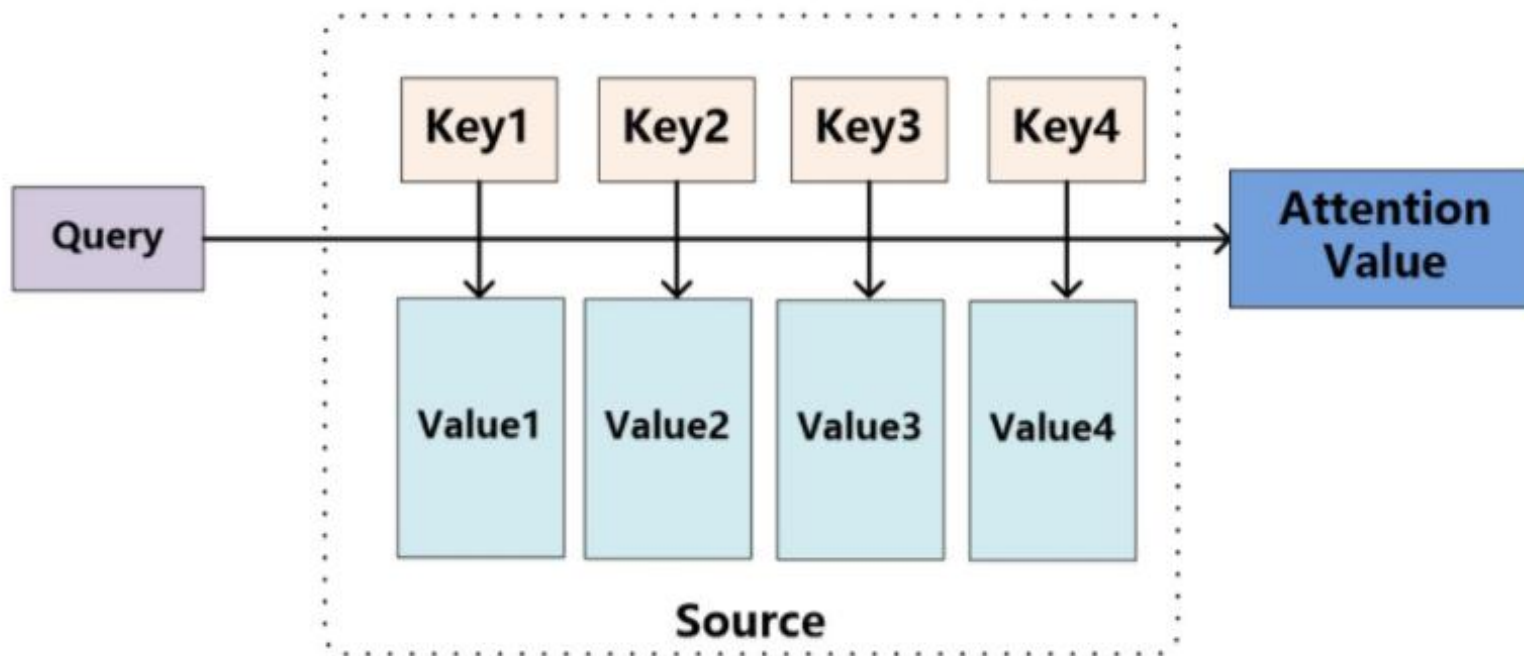 Key1
Key2
Key3
Key4
Query
Attention
Value
Value1
Value2
Value3
Value4
Source